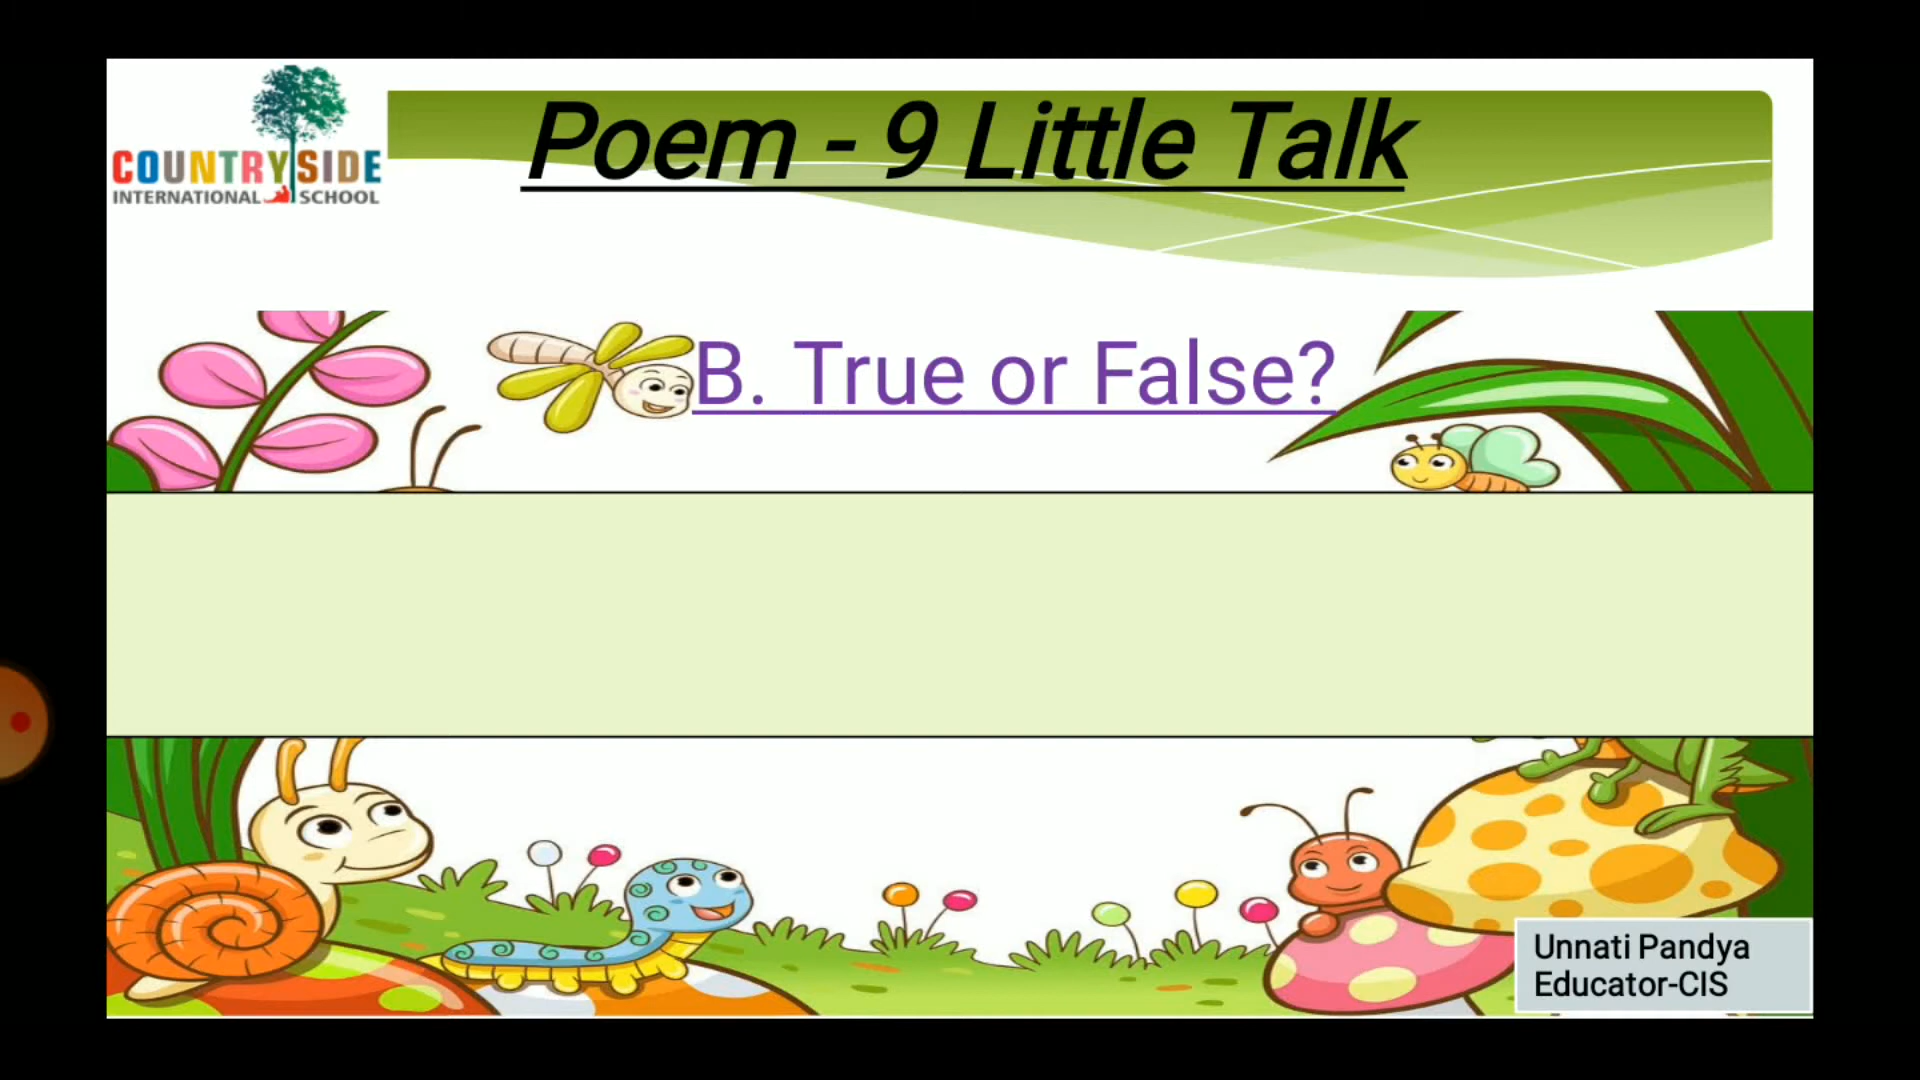 COUNTRYSIDE
INTERNATIONAL SCHOOL
Poem - 9 Little Talk
B. True or False?
Unnati Pandya
Educator-CIS